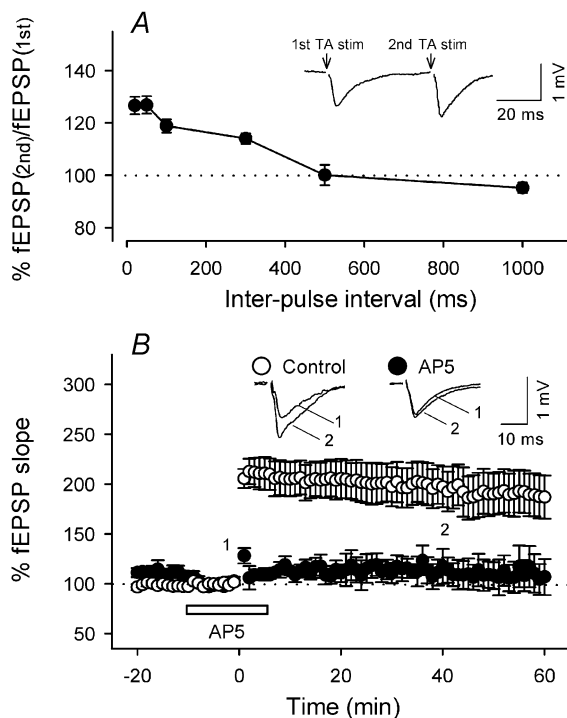 A
1st TA stim
2nd TA stim
1 mV
20 ms
% fEPSP(2nd)/fEPSP(1st)
140
120
100
80
0
200
400
600
800
1000
Inter-pulse interval (ms)
B
Control
AP5
1
2
1
2
1 mV
10 ms
% fEPSP slope
300
250
200
150
100
50
1
2
AP5
-20
0
20
40
60
Time (min)